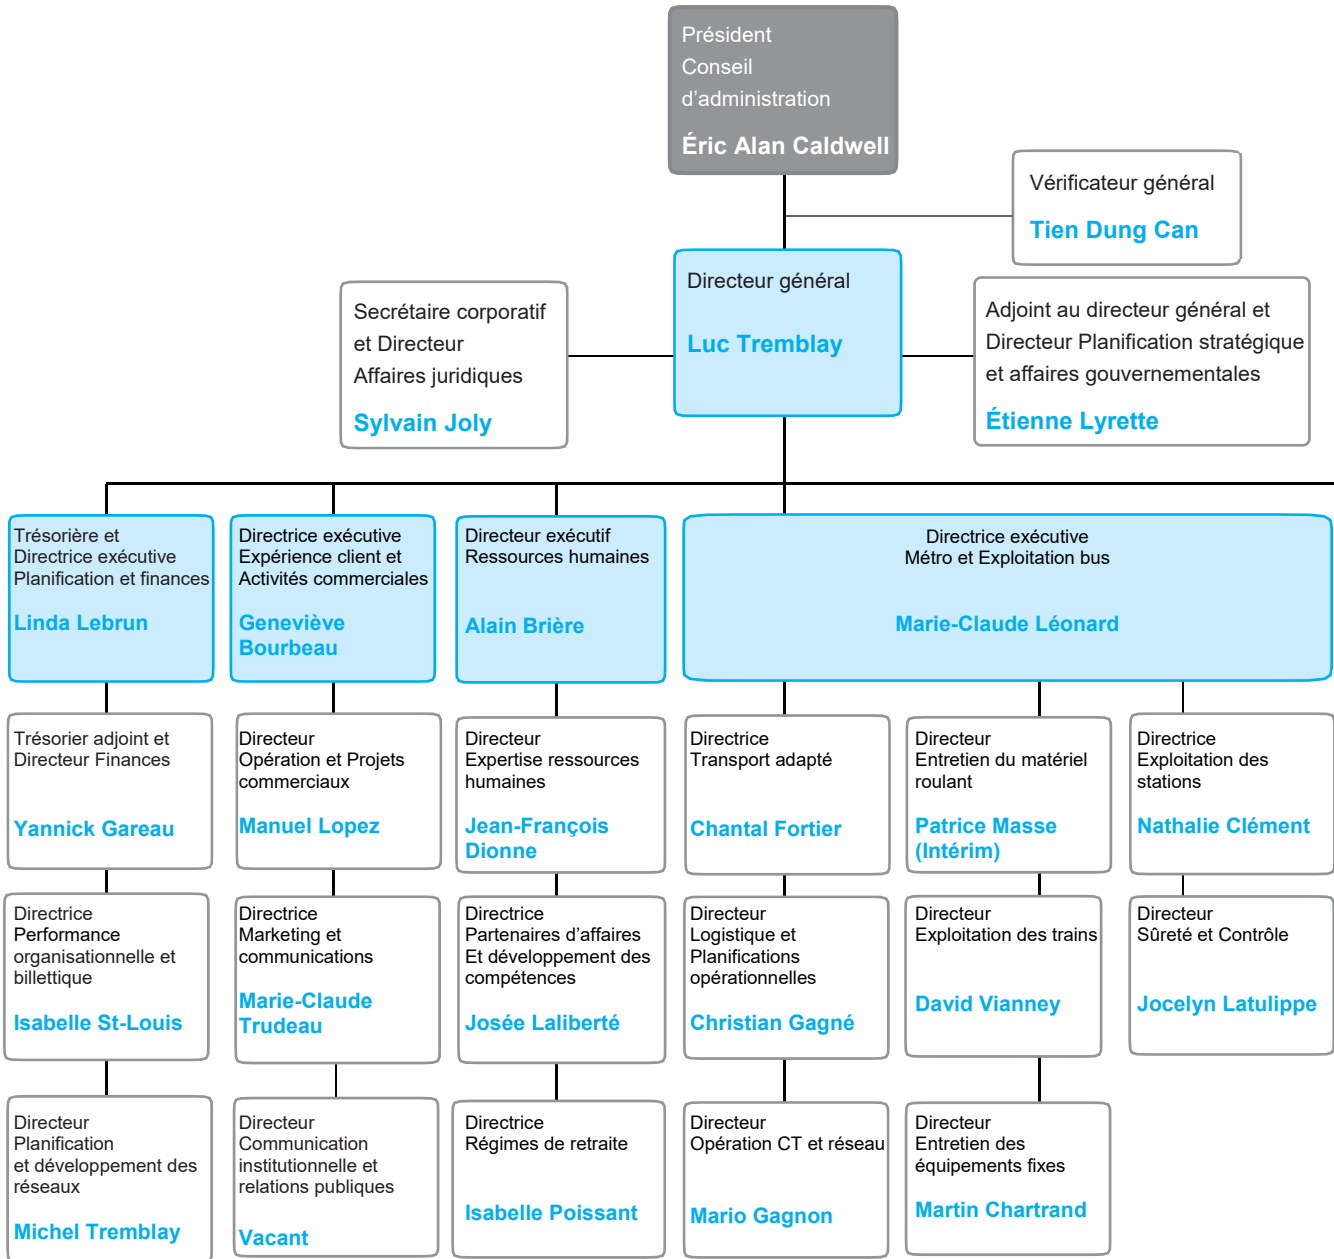 Président
Conseil
d’administration
Éric Alan Caldwell
Vérificateur général
Tien Dung Can
Directeur général
Luc Tremblay
Secrétaire corporatif
et Directeur
Affaires juridiques
Sylvain Joly
Adjoint au directeur général et
Directeur Planification stratégique
et affaires gouvernementales
Étienne Lyrette
Trésorière et
Directrice exécutive
Planification et finances
Linda Lebrun
Directrice exécutive
Expérience client et
Activités commerciales
Geneviève
Bourbeau
Directeur exécutif
Ressources humaines
Alain Brière
Directrice exécutive
Métro et Exploitation bus
Marie-Claude Léonard
Trésorier adjoint et
Directeur Finances
Yannick Gareau
Directeur
Opération et Projets
commerciaux
Manuel Lopez
Directeur
Expertise ressources
humaines
Jean-François
Dionne
Directrice
Transport adapté
Chantal Fortier
Directeur
Entretien du matériel
roulant
Patrice Masse
(Intérim)
Directrice
Exploitation des
stations
Nathalie Clément
Directrice
Performance
organisationnelle et
billettique
Isabelle St-Louis
Directrice
Marketing et
communications
Marie-Claude
Trudeau
Directrice
Partenaires d’affaires
Et développement des
compétences
Josée Laliberté
Directeur
Logistique et
Planifications
opérationnelles
Christian Gagné
Directeur
Exploitation des trains
David Vianney
Directeur
Sûreté et Contrôle
Jocelyn Latulippe
Directeur
Planification
et développement des
réseaux
Michel Tremblay
Directeur
Communication
institutionnelle et
relations publiques
Vacant
Directrice
Régimes de retraite
Isabelle Poissant
Directeur
Opération CT et réseau
Mario Gagnon
Directeur
Entretien des
équipements fixes
Martin Chartrand